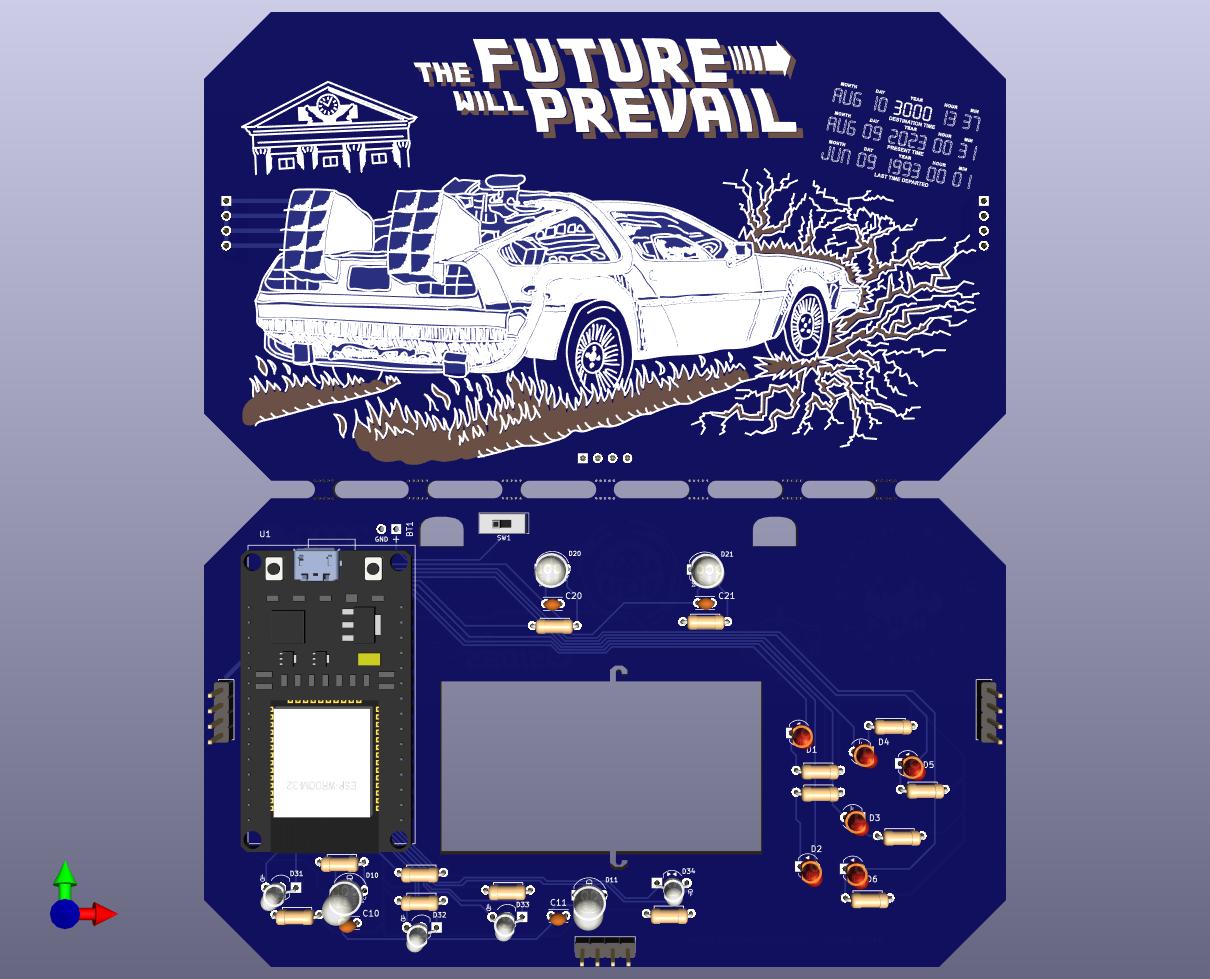 THE FUTURE
WILL PREVAIL
MONTH DAY YEAR HOUR MIN
AUG 10 3000 13 37
DESTINATION TIME
MONTH DAY YEAR HOUR MIN
AUG 09 2023 00 31
PRESENT TIME
MONTH DAY YEAR HOUR MIN
JUN 09 1993 00 01
LAST TIME DEPARTED
U1
GND +
BT1
SW1
D20
D21
C20
C21
ESP-WROOM-32
D1
D4
D5
D3
D2
D6
D31
D10
C10
D32
D33
C11
D11
D34